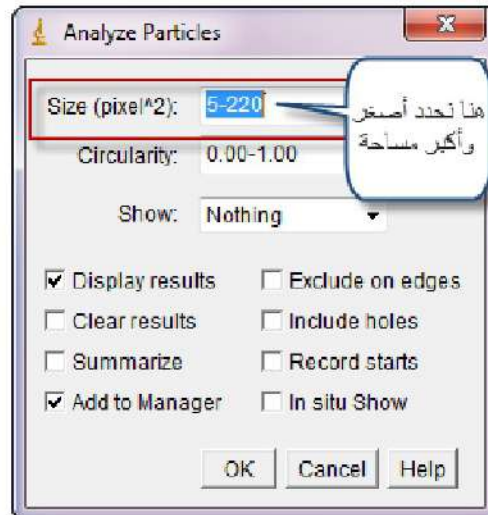 Analyze Particles
Size (pixel^2): 5-220
هنا نحدد أصغر
وأكبر مساحة
Circularity: 0.00-1.00
Show: Nothing
Display results Exclude on edges
Clear results Include holes
Summarize Record starts
Add to Manager In situ Show
OK Cancel Help